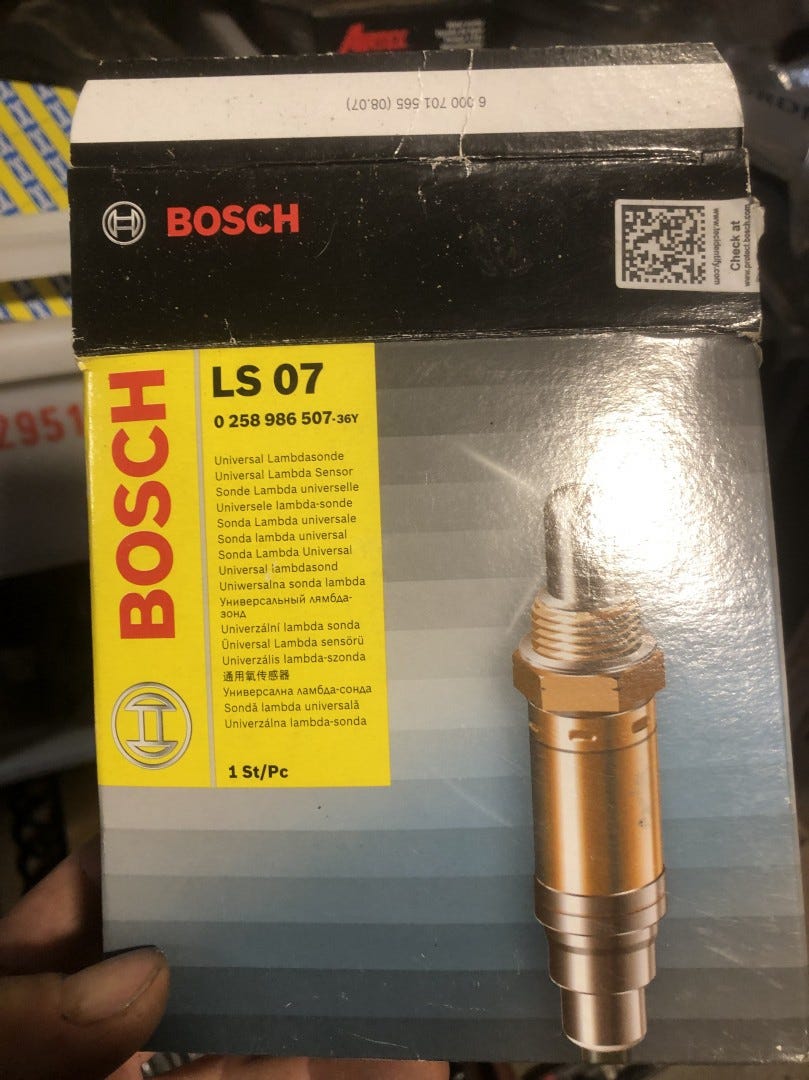 6 000 701 565 (08.07)
BOSCH
Check at
www.protect.bosch.com
www.tecidentify.com
BOSCH
LS 07
0 258 986 507-36Y
Universal Lambdasonde
Universal Lambda Sensor
Sonde Lambda universelle
Universele lambda-sonde
Sonda Lambda universale
Sonda lambda universal
Sonda Lambda Universal
Universal lambdasond
Uniwersalna sonda lambda
Универсальный лямбда-
зонд
Univerzální lambda sonda
Üniversal Lambda sensörü
Univerzális lambda-szonda
通用氧传感器
Универсална ламбда-сонда
Sondă lambda universală
Univerzálna lambda-sonda
1 St/Pc
2951